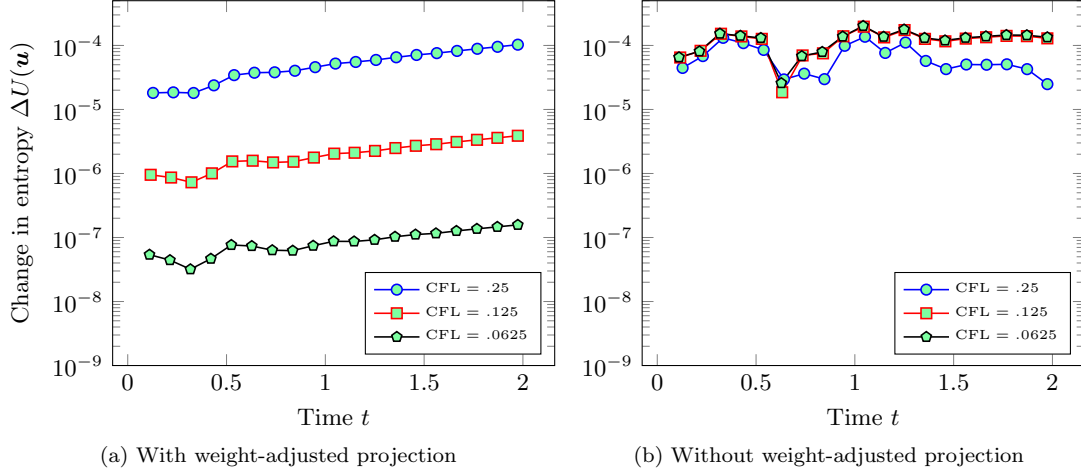 10⁻⁴
10⁻⁵
10⁻⁶
10⁻⁷
10⁻⁸
10⁻⁹
Change in entropy ΔU(𝒖)
CFL = .25
CFL = .125
CFL = .0625
0 0.5 1 1.5 2
Time t
(a) With weight-adjusted projection
10⁻⁴
10⁻⁵
10⁻⁶
10⁻⁷
10⁻⁸
10⁻⁹
CFL = .25
CFL = .125
CFL = .0625
0 0.5 1 1.5 2
Time t
(b) Without weight-adjusted projection